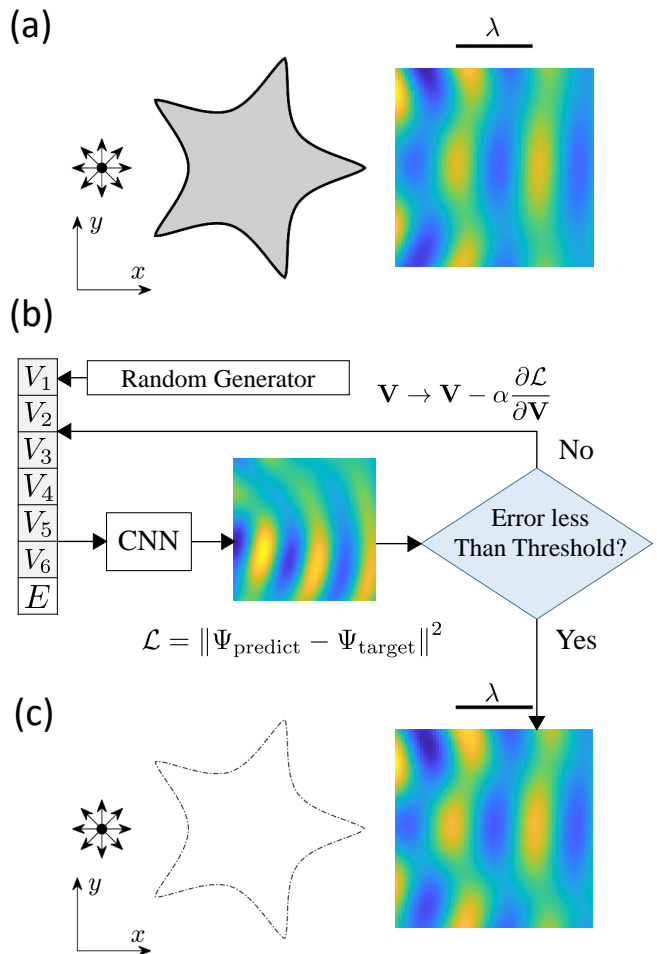 (a)
λ
y
x
(b)
V₁
V₂
V₃
V₄
V₅
V₆
E
Random Generator
V → V − α ∂ℒ/∂V
No
CNN
Error less
Than Threshold?
ℒ = ‖Ψpredict − Ψtarget‖²
Yes
(c)
λ
y
x